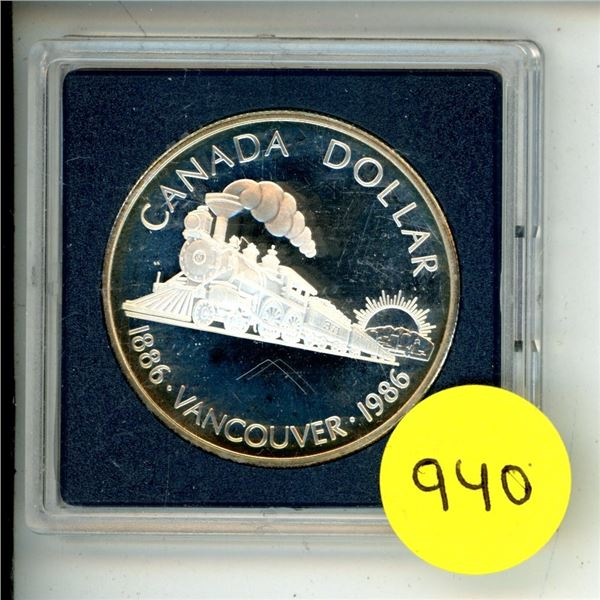 CANADA DOLLAR
1886 · VANCOUVER · 1986
940